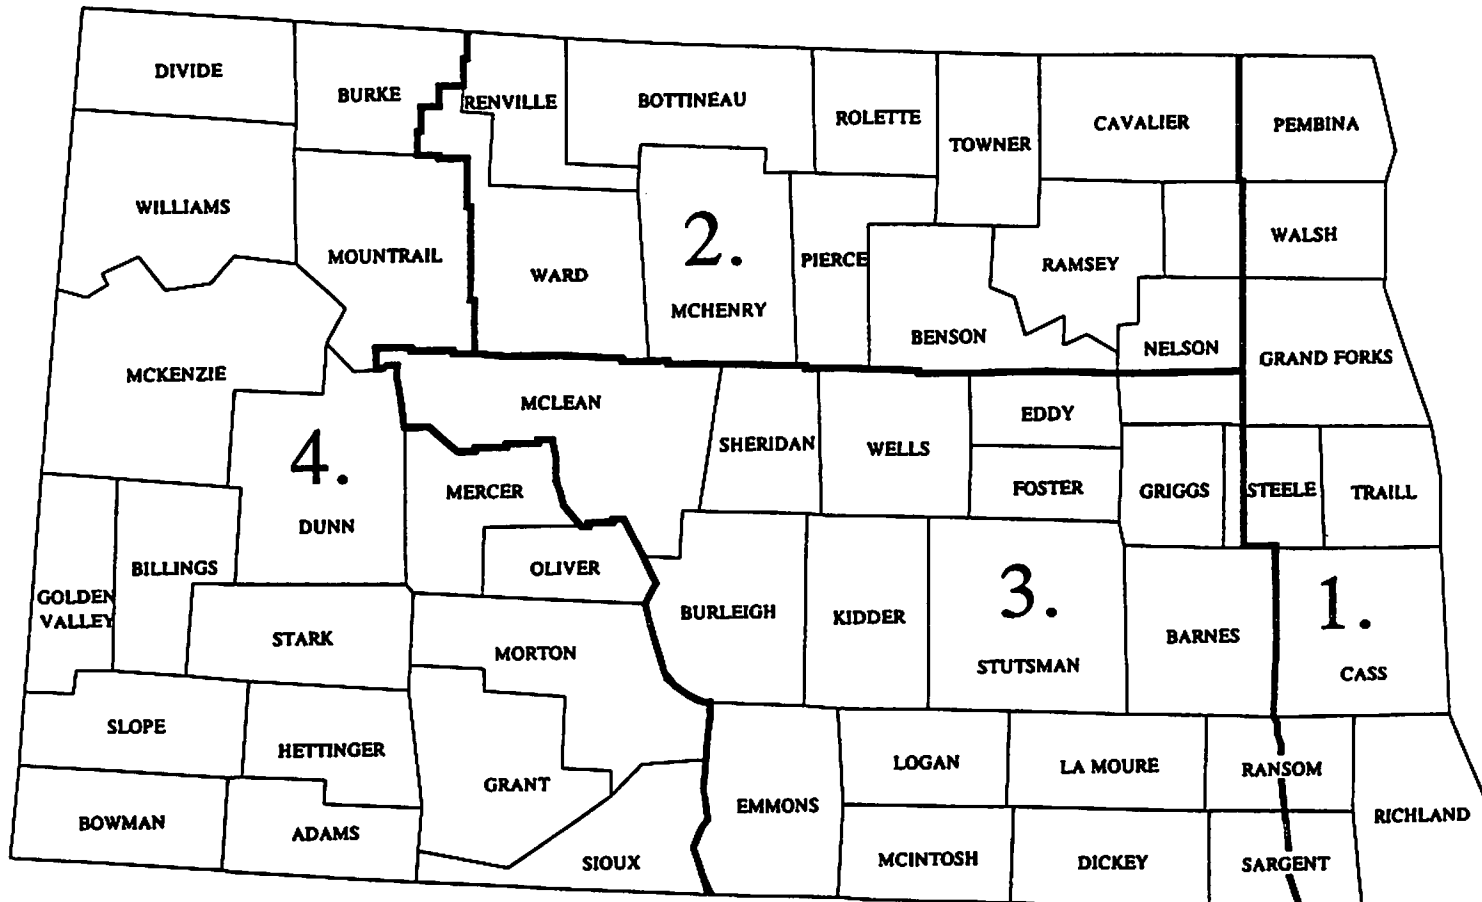 DIVIDE
BURKE
RENVILLE
BOTTINEAU
ROLETTE
TOWNER
CAVALIER
PEMBINA
WILLIAMS
MOUNTRAIL
WARD
2.
MCHENRY
PIERCE
BENSON
RAMSEY
NELSON
WALSH
GRAND FORKS
MCKENZIE
4.
DUNN
MCLEAN
MERCER
SHERIDAN
WELLS
EDDY
FOSTER
GRIGGS
STEELE
TRAILL
GOLDEN
VALLEY
BILLINGS
STARK
OLIVER
MORTON
BURLEIGH
KIDDER
3.
STUTSMAN
BARNES
1.
CASS
SLOPE
HETTINGER
GRANT
EMMONS
LOGAN
LA MOURE
RANSOM
RICHLAND
BOWMAN
ADAMS
SIOUX
MCINTOSH
DICKEY
SARGENT